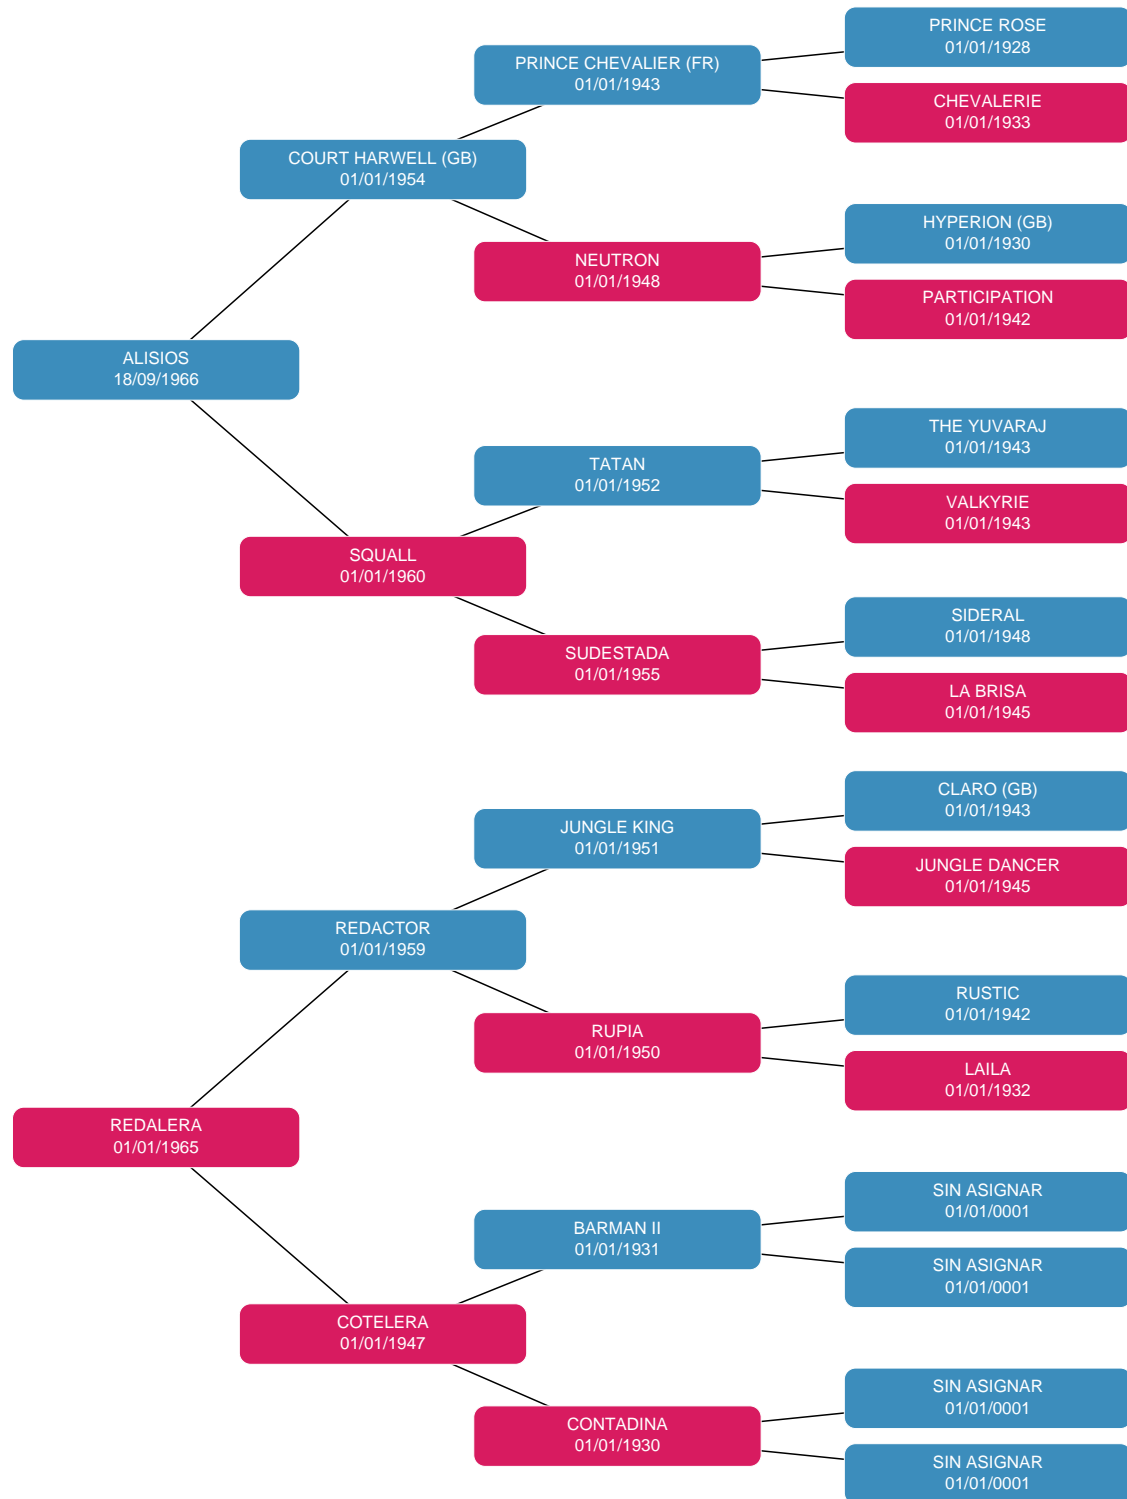 PRINCE ROSE
01/01/1928
PRINCE CHEVALIER (FR)
01/01/1943
CHEVALERIE
01/01/1933
COURT HARWELL (GB)
01/01/1954
HYPERION (GB)
01/01/1930
NEUTRON
01/01/1948
PARTICIPATION
01/01/1942
ALISIOS
18/09/1966
THE YUVARAJ
01/01/1943
TATAN
01/01/1952
VALKYRIE
01/01/1943
SQUALL
01/01/1960
SIDERAL
01/01/1948
SUDESTADA
01/01/1955
LA BRISA
01/01/1945
CLARO (GB)
01/01/1943
JUNGLE KING
01/01/1951
JUNGLE DANCER
01/01/1945
REDACTOR
01/01/1959
RUSTIC
01/01/1942
RUPIA
01/01/1950
LAILA
01/01/1932
REDALERA
01/01/1965
SIN ASIGNAR
01/01/0001
BARMAN II
01/01/1931
SIN ASIGNAR
01/01/0001
COTELERA
01/01/1947
SIN ASIGNAR
01/01/0001
CONTADINA
01/01/1930
SIN ASIGNAR
01/01/0001